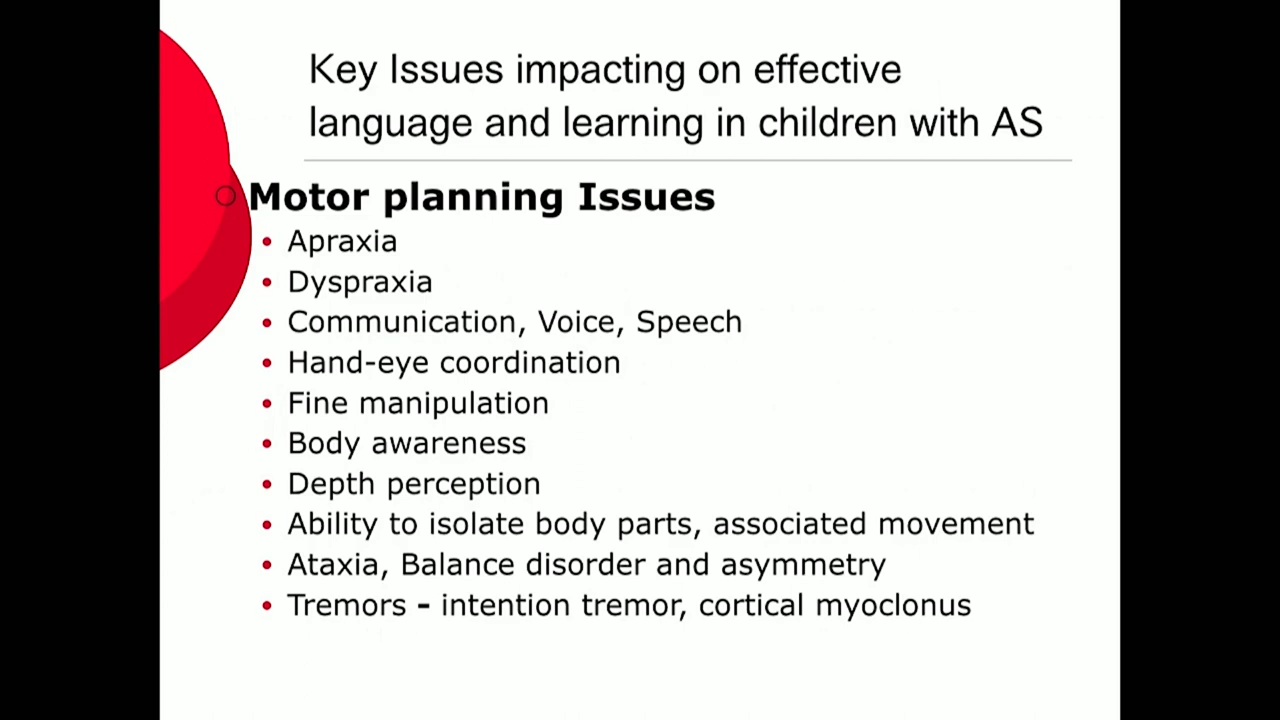 Key Issues impacting on effective
language and learning in children with AS
Motor planning Issues
Apraxia
Dyspraxia
Communication, Voice, Speech
Hand-eye coordination
Fine manipulation
Body awareness
Depth perception
Ability to isolate body parts, associated movement
Ataxia, Balance disorder and asymmetry
Tremors - intention tremor, cortical myoclonus